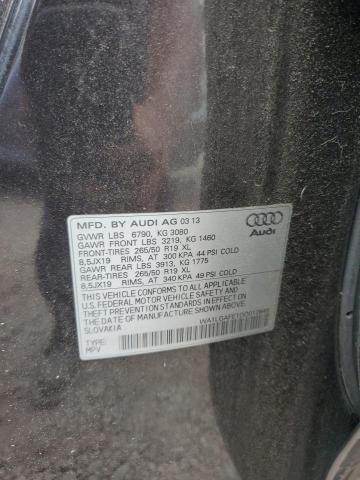 MFD. BY AUDI AG 03 13
GVWR LBS 6790, KG 3080
GAWR FRONT LBS 3219, KG 1460
FRONT-TIRES 265/50 R19 XL
8,5JX19 RIMS, AT 300 KPA 44 PSI COLD
GAWR REAR LBS 3913, KG 1775
REAR-TIRES 265/50 R19 XL
8,5JX19 RIMS, AT 340 KPA 49 PSI COLD
THIS VEHICLE CONFORMS TO ALL APPLICABLE
U.S. FEDERAL MOTOR VEHICLE SAFETY, BUMPER,
AND THEFT PREVENTION STANDARDS IN EFFECT
ON THE DATE OF MANUFACTURE SHOWN ABOVE.
SLOVAKIA
TYPE:
MPV
Audi